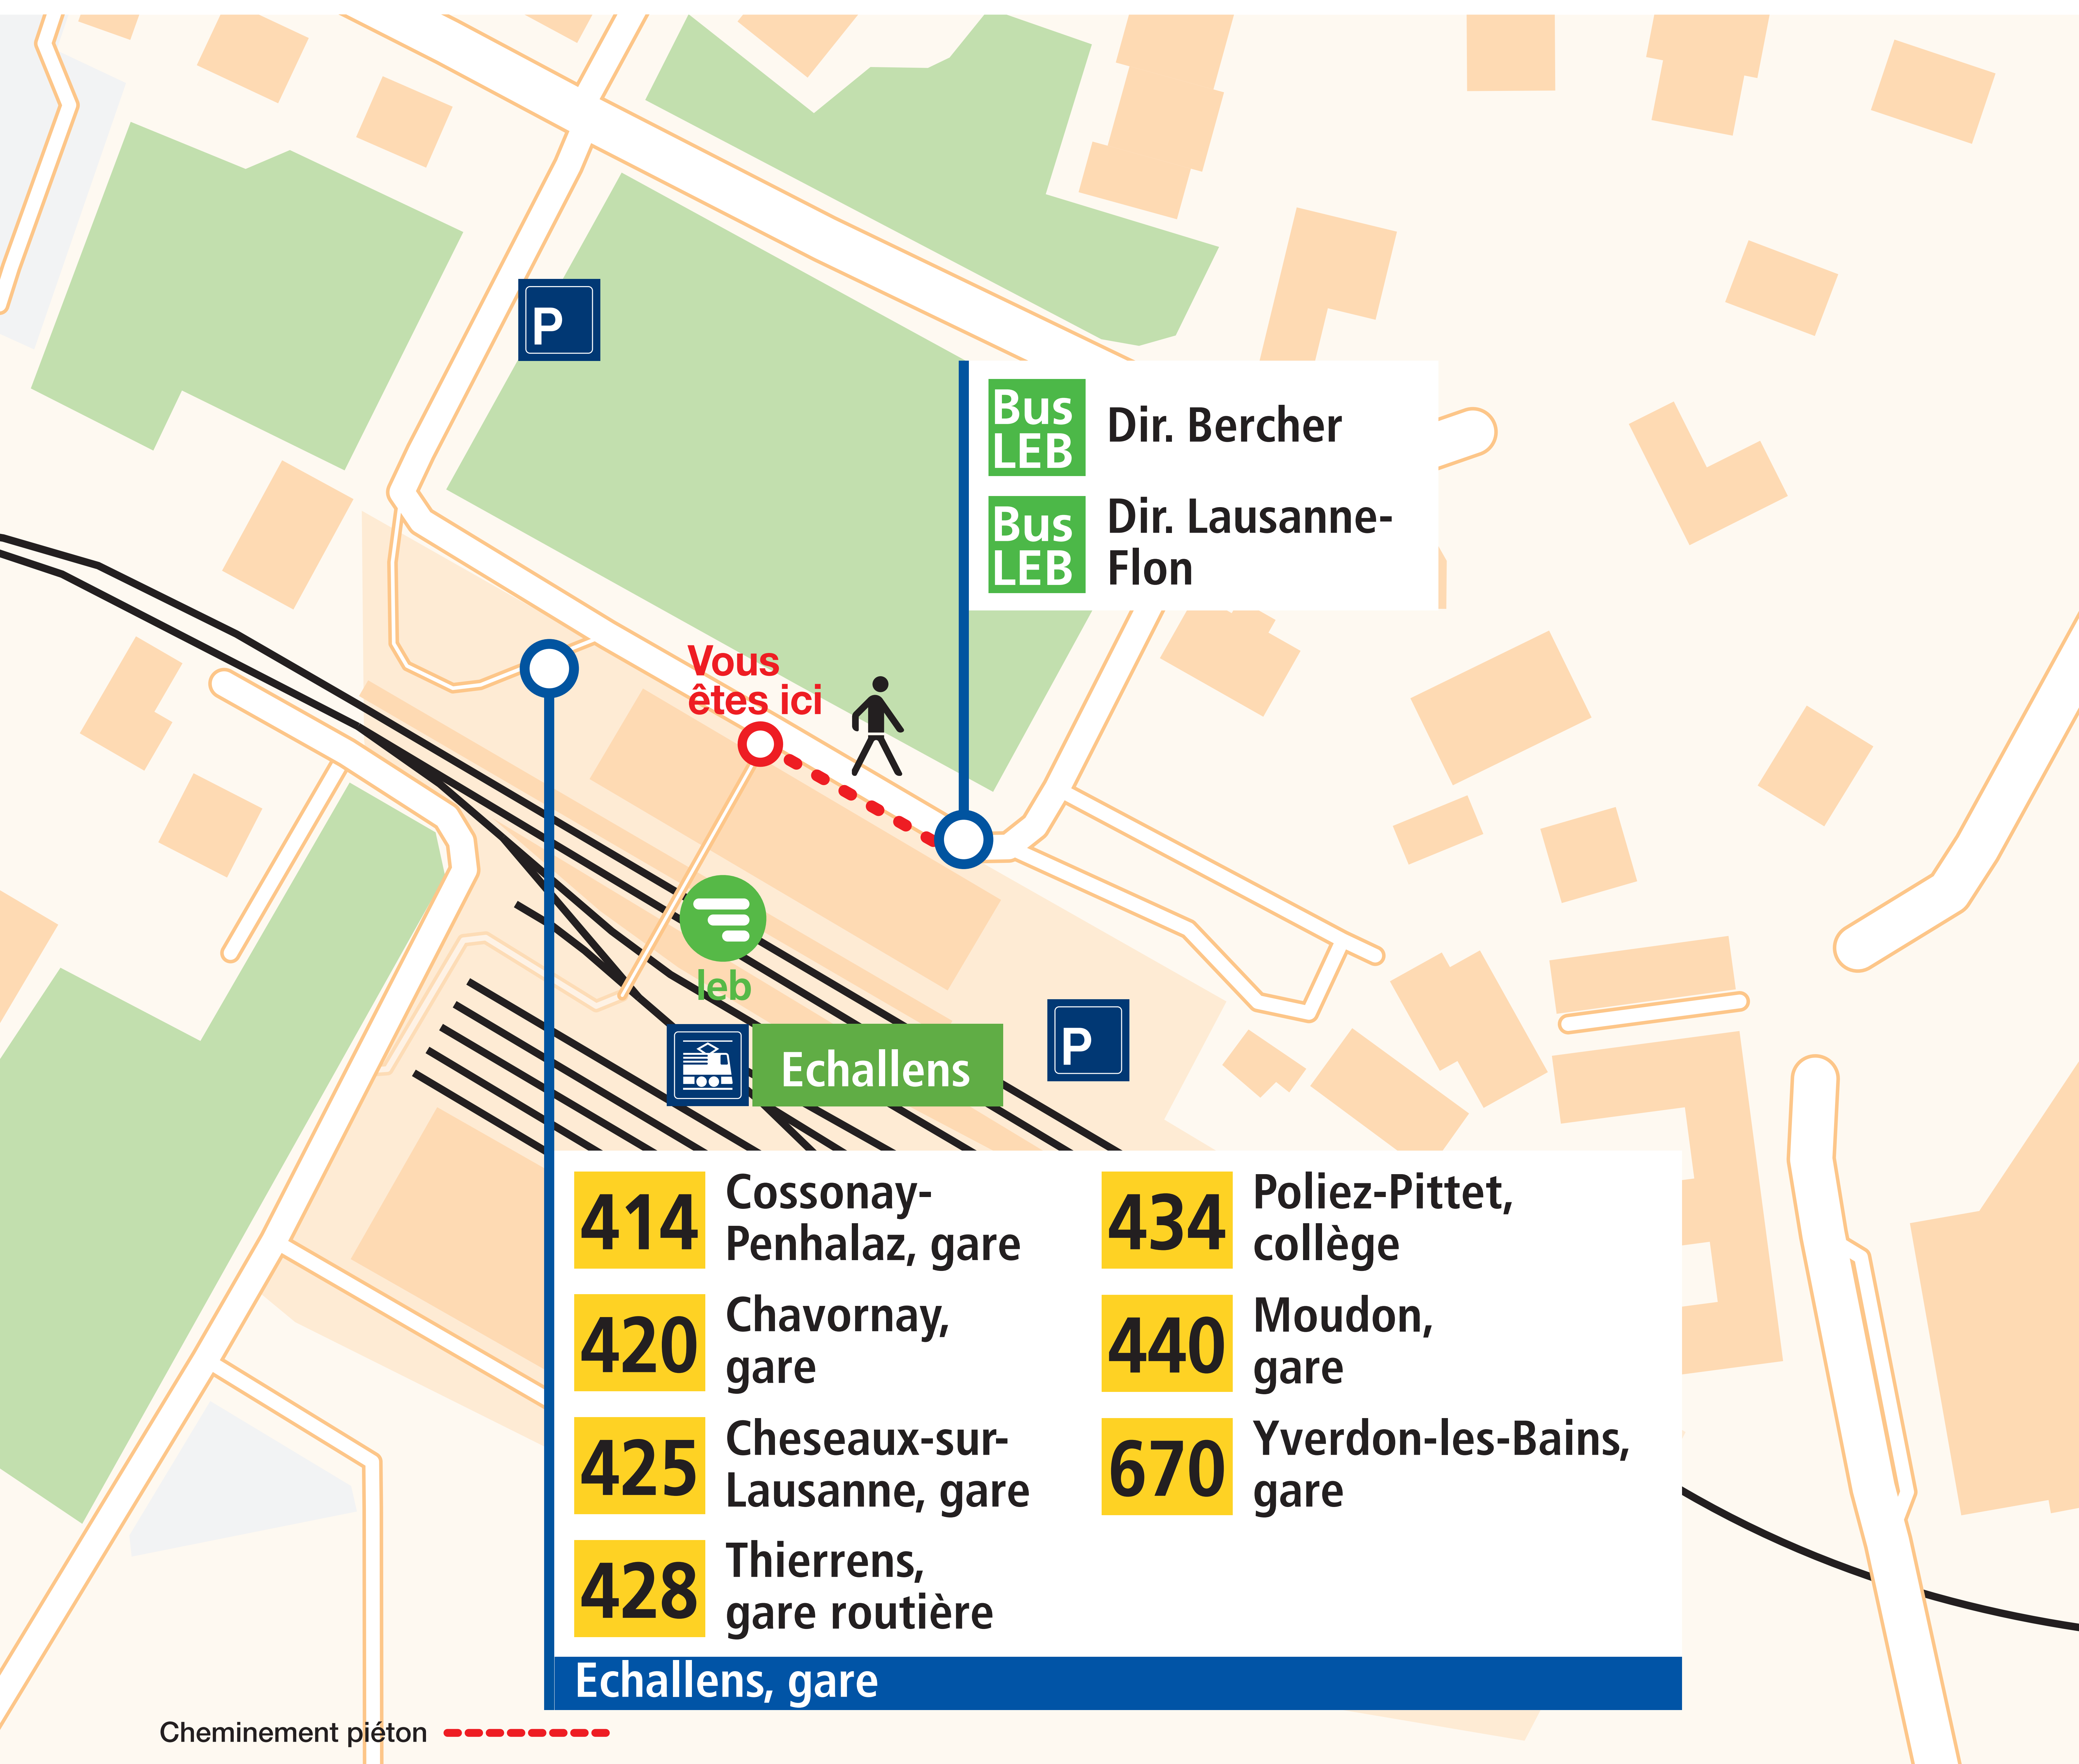 P
Bus
LEB
Dir. Bercher
Bus
LEB
Dir. Lausanne-
Flon
Vous
êtes ici
leb
Echallens
P
414
Cossonay-
Penhalaz, gare
420
Chavornay,
gare
425
Cheseaux-sur-
Lausanne, gare
428
Thierrens,
gare routière
434
Poliez-Pittet,
collège
440
Moudon,
gare
670
Yverdon-les-Bains,
gare
Echallens, gare
Cheminement piéton